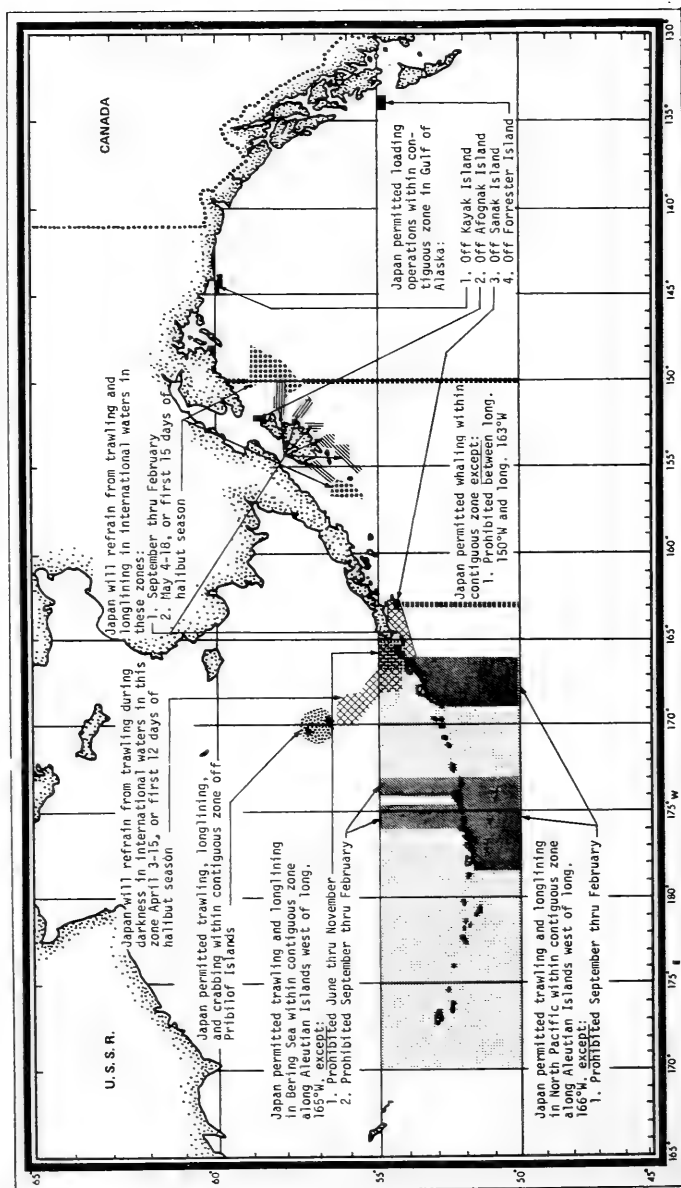 U.S.S.R.
CANADA
Japan will refrain from trawling during
darkness in international waters in this
zone April 3-15, or first 12 days of
halibut season
Japan will refrain from trawling and
longlining in international waters in
these zones:
1. September thru February
2. May 4-18, or first 15 days of
halibut season
Japan permitted trawling, longlining,
and crabbing within contiguous zone off
Pribilof Islands
Japan permitted trawling and longlining
in Bering Sea within contiguous zone
along Aleutian Islands west of long.
165°W. except:
1. Prohibited June thru November
2. Prohibited September thru February
Japan permitted trawling and longlining
in North Pacific within contiguous zone
along Aleutian Islands west of long.
166°W. except:
1. Prohibited September thru February
Japan permitted whaling within
contiguous zone except:
1. Prohibited between long.
150°W and long. 163°W
Japan permitted loading
operations within con-
tiguous zone in Gulf of
Alaska:
1. Off Kayak Island
2. Off Afognak Island
3. Off Sanak Island
4. Off Forrester Island
65
60°
55°
50°
45°
165°
170°
175°
180°
175°W
170°
165°
160°
155°
150°
145°
140°
135°
130°